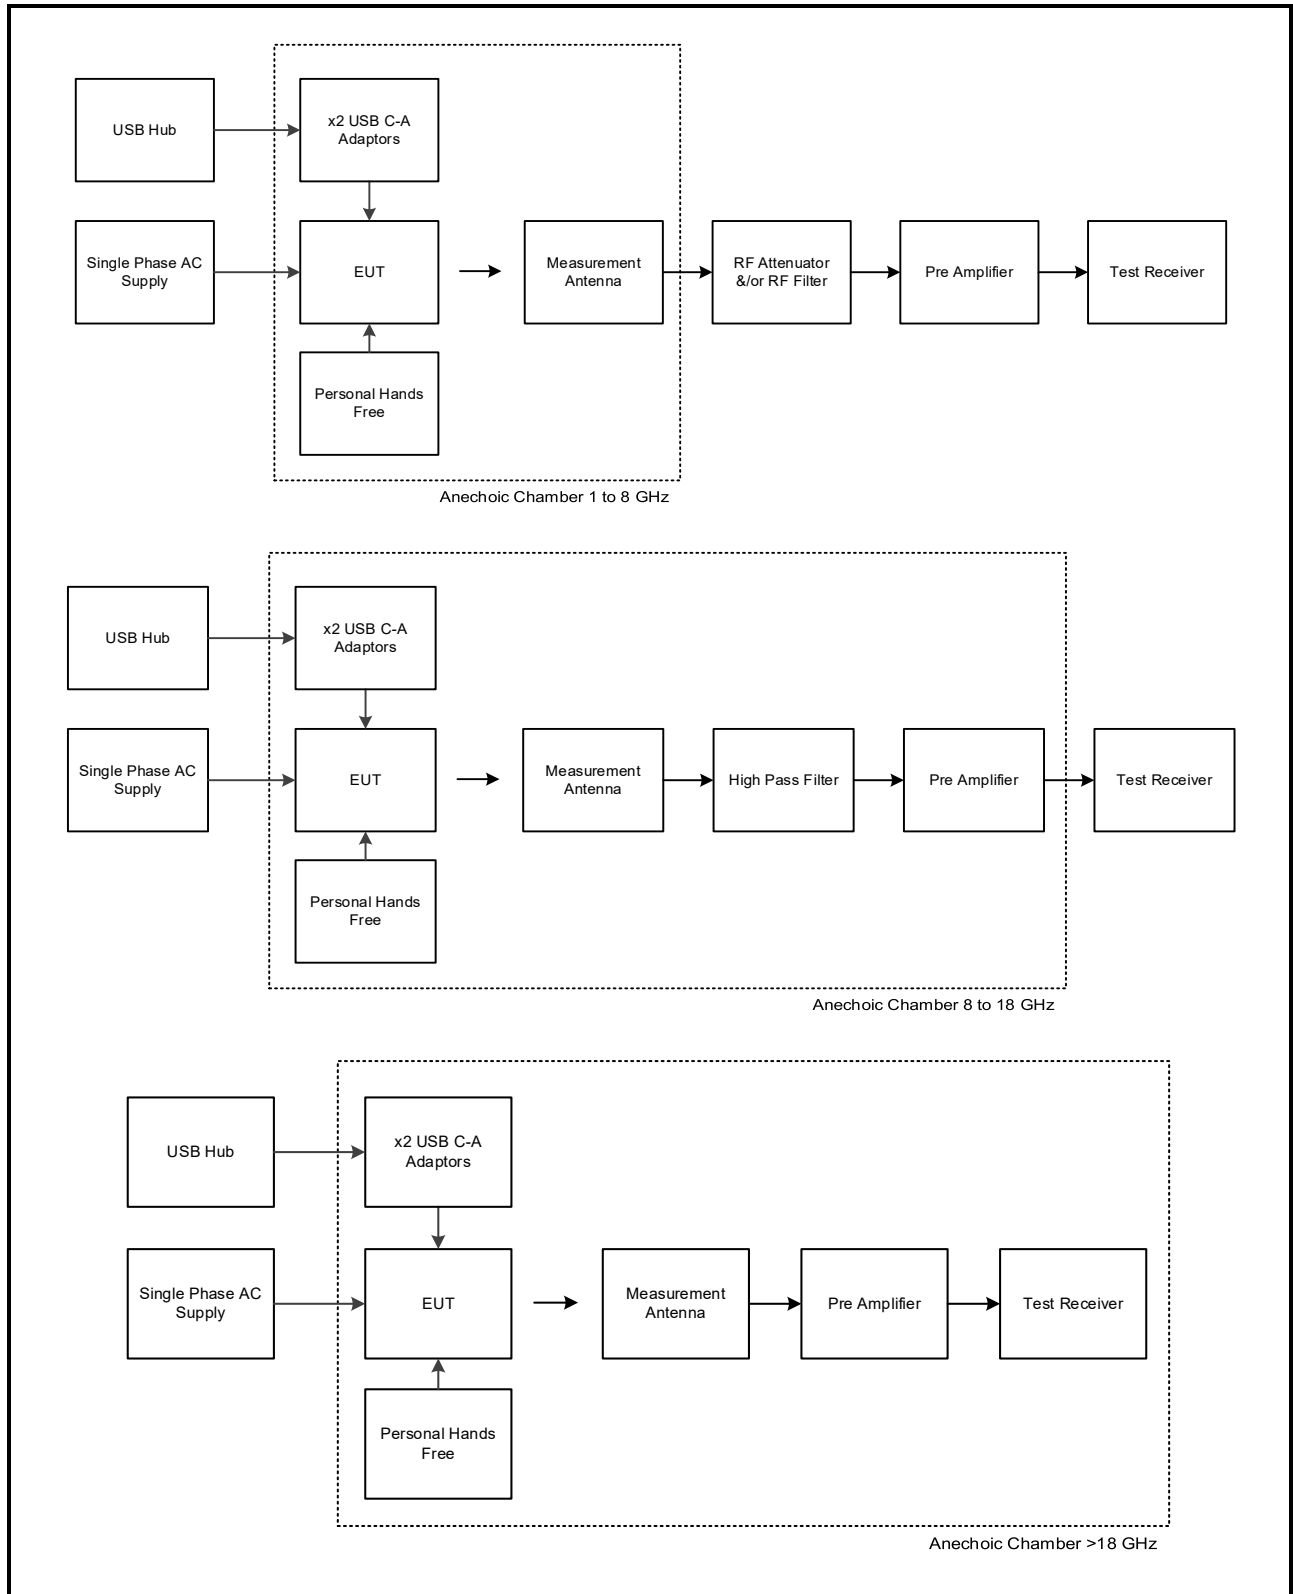 USB Hub
x2 USB C-A
Adaptors
Single Phase AC
Supply
EUT
Measurement
Antenna
RF Attenuator
&/or RF Filter
Pre Amplifier
Test Receiver
Personal Hands
Free
Anechoic Chamber 1 to 8 GHz
USB Hub
x2 USB C-A
Adaptors
Single Phase AC
Supply
EUT
Measurement
Antenna
High Pass Filter
Pre Amplifier
Test Receiver
Personal Hands
Free
Anechoic Chamber 8 to 18 GHz
USB Hub
x2 USB C-A
Adaptors
Single Phase AC
Supply
EUT
Measurement
Antenna
Pre Amplifier
Test Receiver
Personal Hands
Free
Anechoic Chamber >18 GHz